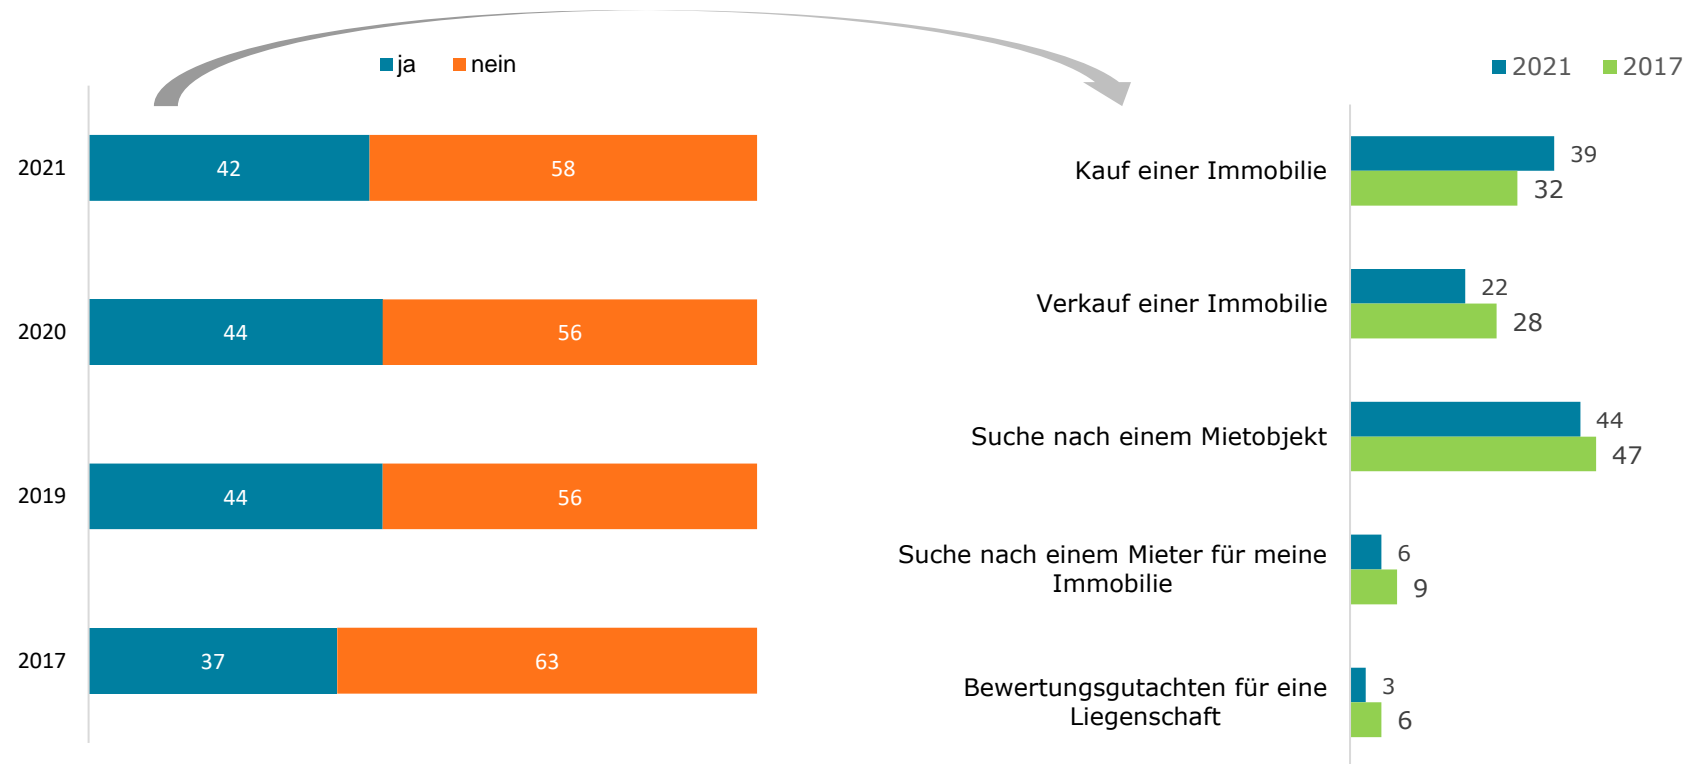 ja nein
2021 42 58
2020 44 56
2019 44 56
2017 37 63
2021 2017
Kauf einer Immobilie 39
32
Verkauf einer Immobilie 22
28
Suche nach einem Mietobjekt 44
47
Suche nach einem Mieter für meine
Immobilie
6
9
Bewertungsgutachten für eine
Liegenschaft
3
6